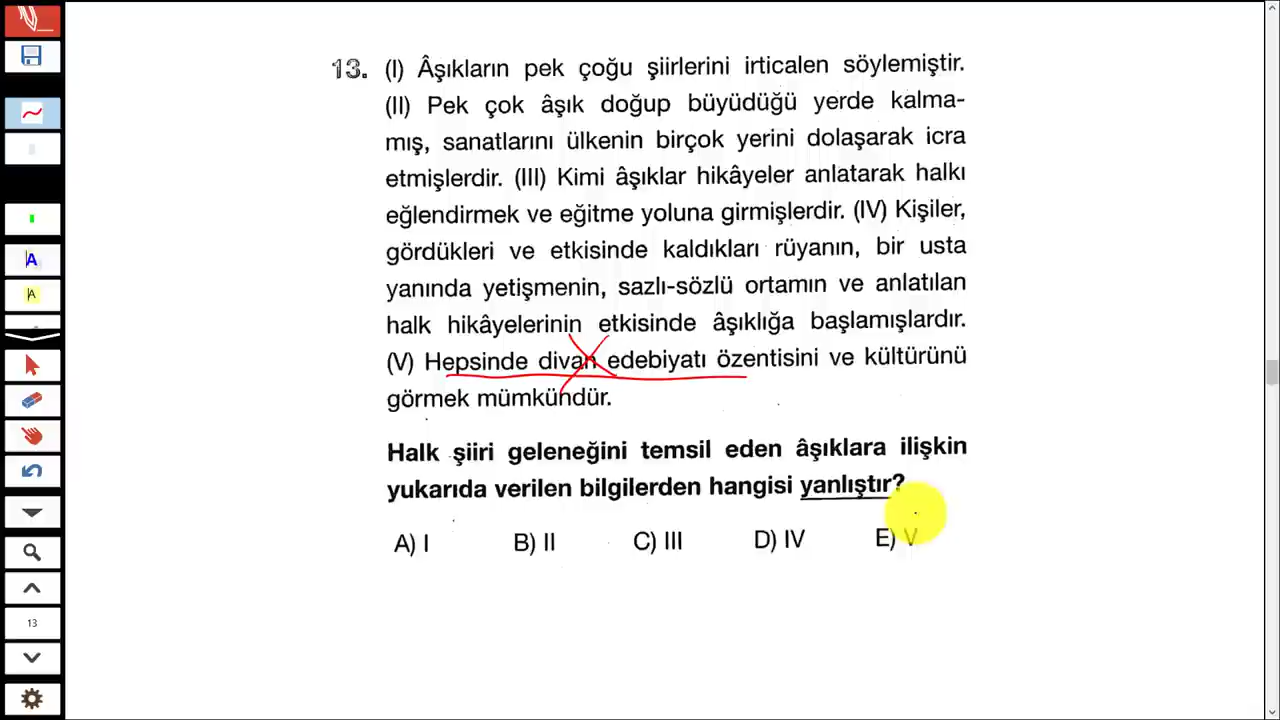 13. (I) Âşıkların pek çoğu şiirlerini irticalen söylemiştir.
(II) Pek çok âşık doğup büyüdüğü yerde kalma-
mış, sanatlarını ülkenin birçok yerini dolaşarak icra
etmişlerdir. (III) Kimi âşıklar hikâyeler anlatarak halkı
eğlendirmek ve eğitme yoluna girmişlerdir. (IV) Kişiler,
gördükleri ve etkisinde kaldıkları rüyanın, bir usta
yanında yetişmenin, sazlı-sözlü ortamın ve anlatılan
halk hikâyelerinin etkisinde âşıklığa başlamışlardır.
(V) Hepsinde divan edebiyatı özentisini ve kültürünü
görmek mümkündür.
Halk şiiri geleneğini temsil eden âşıklara ilişkin
yukarıda verilen bilgilerden hangisi yanlıştır?
A) I B) II C) III D) IV E) V
A
A
13